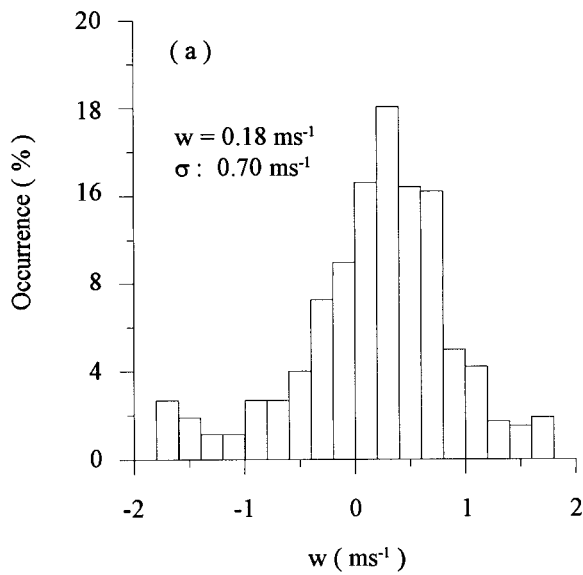 20
( a )
18
w = 0.18 ms⁻¹
σ : 0.70 ms⁻¹
16
Occurrence ( % )
8
4
0
-2 -1 0 1 2
w ( ms⁻¹ )